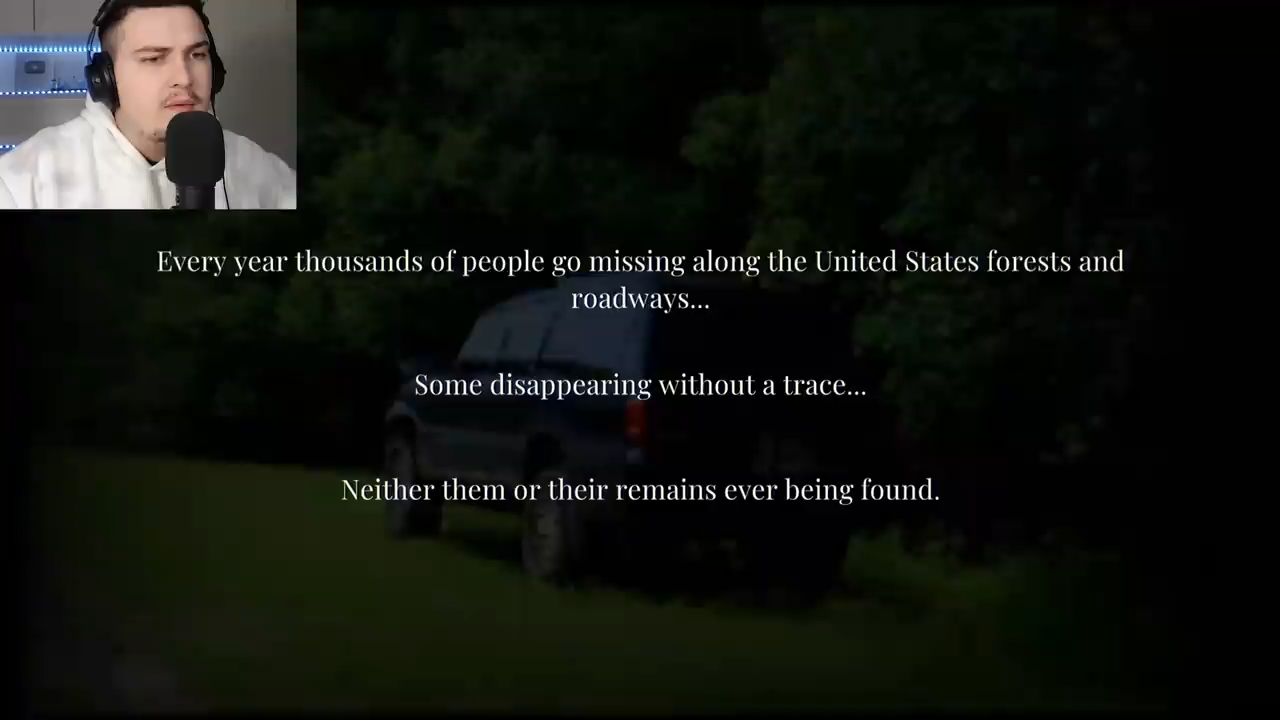 Every year thousands of people go missing along the United States forests and
roadways...
Some disappearing without a trace...
Neither them or their remains ever being found.